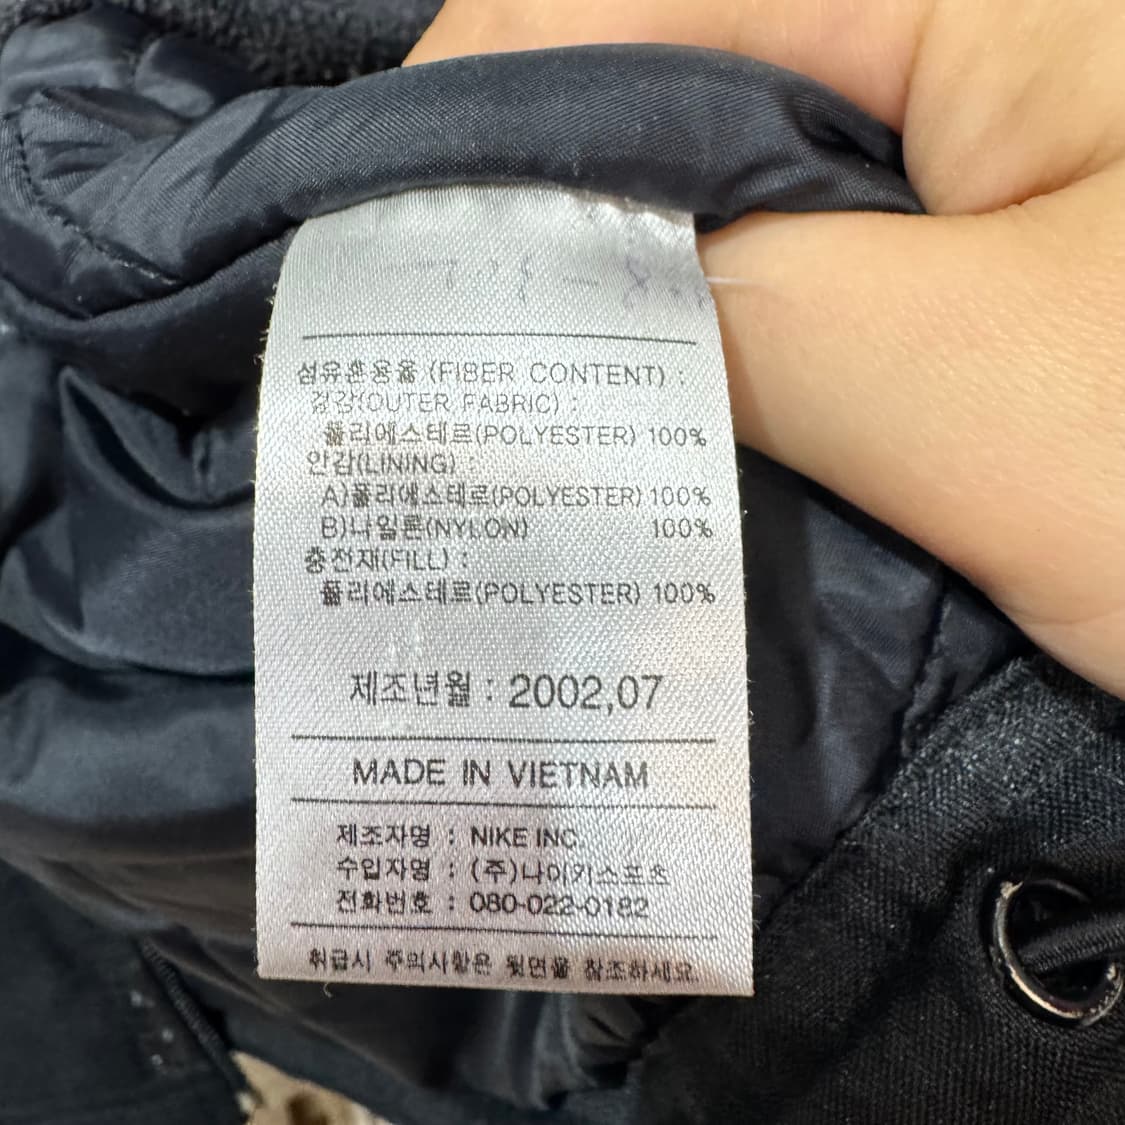 섬유혼용율 (FIBER CONTENT) :
겉감(OUTER FABRIC) :
폴리에스테르(POLYESTER) 100%
안감(LINING) :
A)폴리에스테르(POLYESTER) 100%
B)나일론(NYLON) 100%
충전재(FILL) :
폴리에스테르(POLYESTER) 100%
제조년월 : 2002,07
MADE IN VIETNAM
제조자명 : NIKE INC
수입자명 : (주)나이키스포츠
전화번호 : 080-022-0182
취급시 주의사항은 뒷면을 참조하세요.